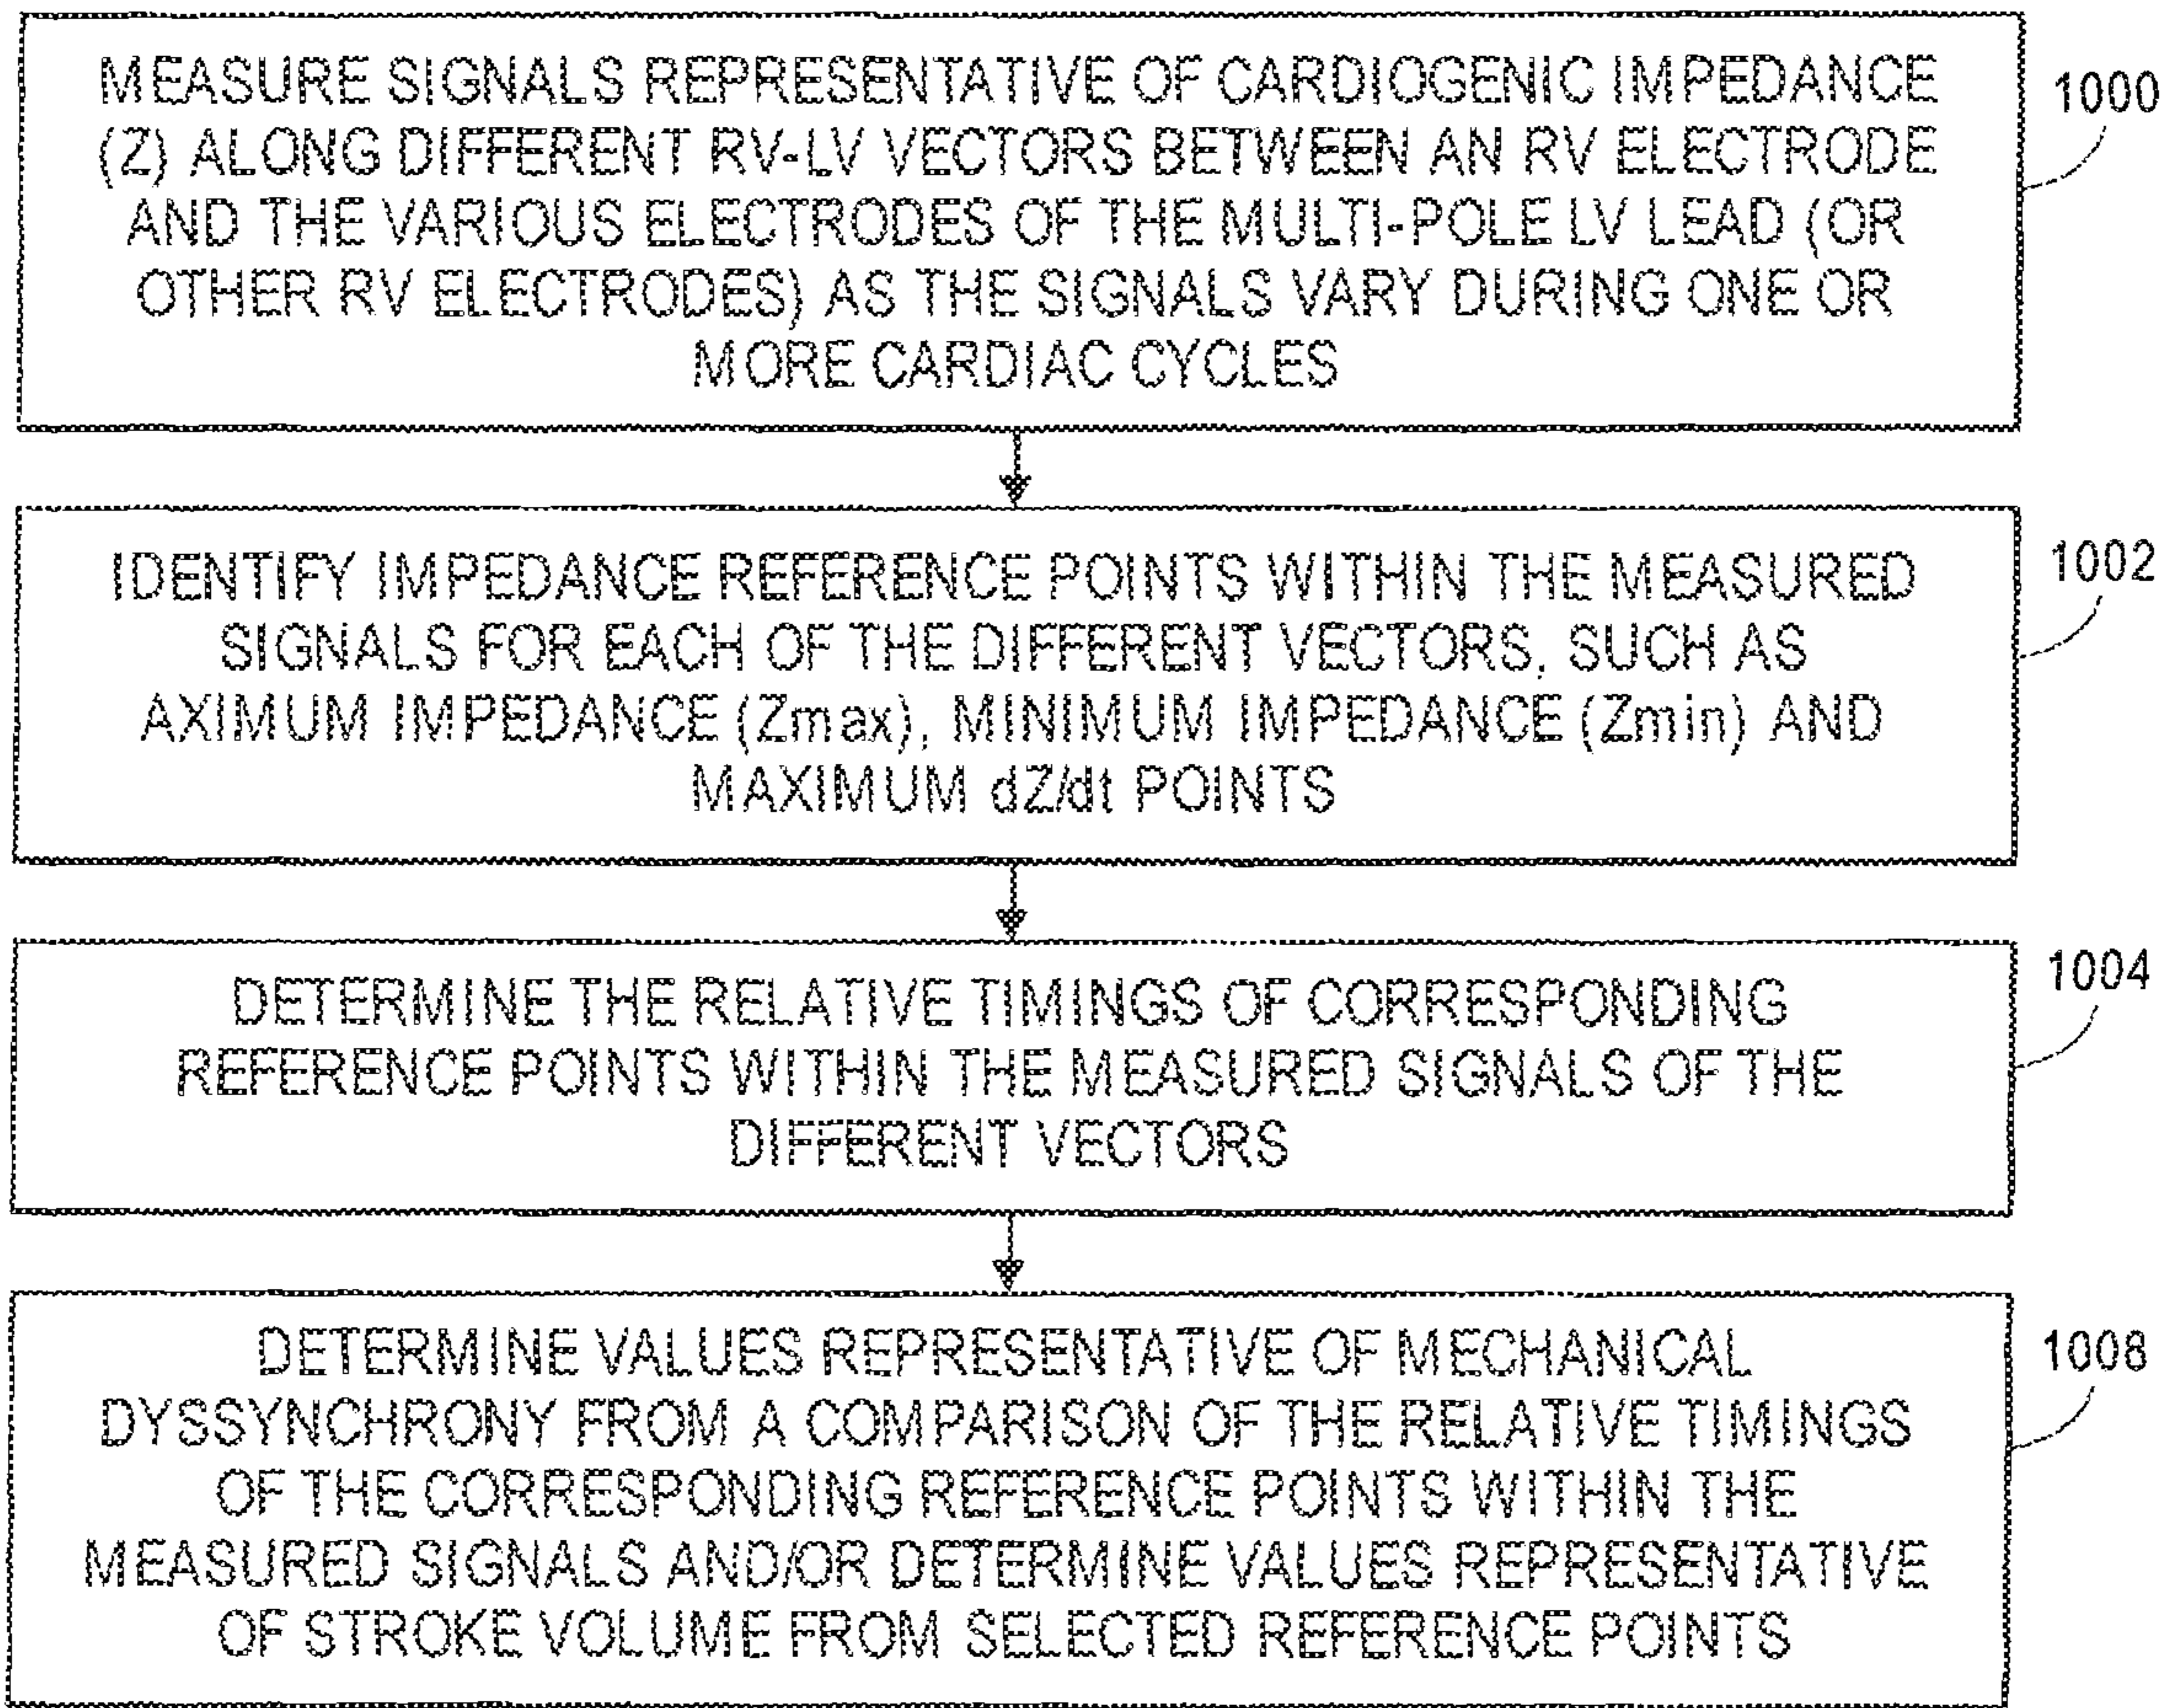 MEASURE SIGNALS REPRESENTATIVE OF CARDIOGENIC IMPEDANCE
(Z) ALONG DIFFERENT RV-LV VECTORS BETWEEN AN RV ELECTRODE
AND THE VARIOUS ELECTRODES OF THE MULTI-POLE LV LEAD (OR
OTHER RV ELECTRODES) AS THE SIGNALS VARY DURING ONE OR
MORE CARDIAC CYCLES
1000
IDENTIFY IMPEDANCE REFERENCE POINTS WITHIN THE MEASURED
SIGNALS FOR EACH OF THE DIFFERENT VECTORS, SUCH AS
AXIMUM IMPEDANCE (Zmax), MINIMUM IMPEDANCE (Zmin) AND
MAXIMUM dZ/dt POINTS
1002
DETERMINE THE RELATIVE TIMINGS OF CORRESPONDING
REFERENCE POINTS WITHIN THE MEASURED SIGNALS OF THE
DIFFERENT VECTORS
1004
DETERMINE VALUES REPRESENTATIVE OF MECHANICAL
DYSSYNCHRONY FROM A COMPARISON OF THE RELATIVE TIMINGS
OF THE CORRESPONDING REFERENCE POINTS WITHIN THE
MEASURED SIGNALS AND/OR DETERMINE VALUES REPRESENTATIVE
OF STROKE VOLUME FROM SELECTED REFERENCE POINTS
1008